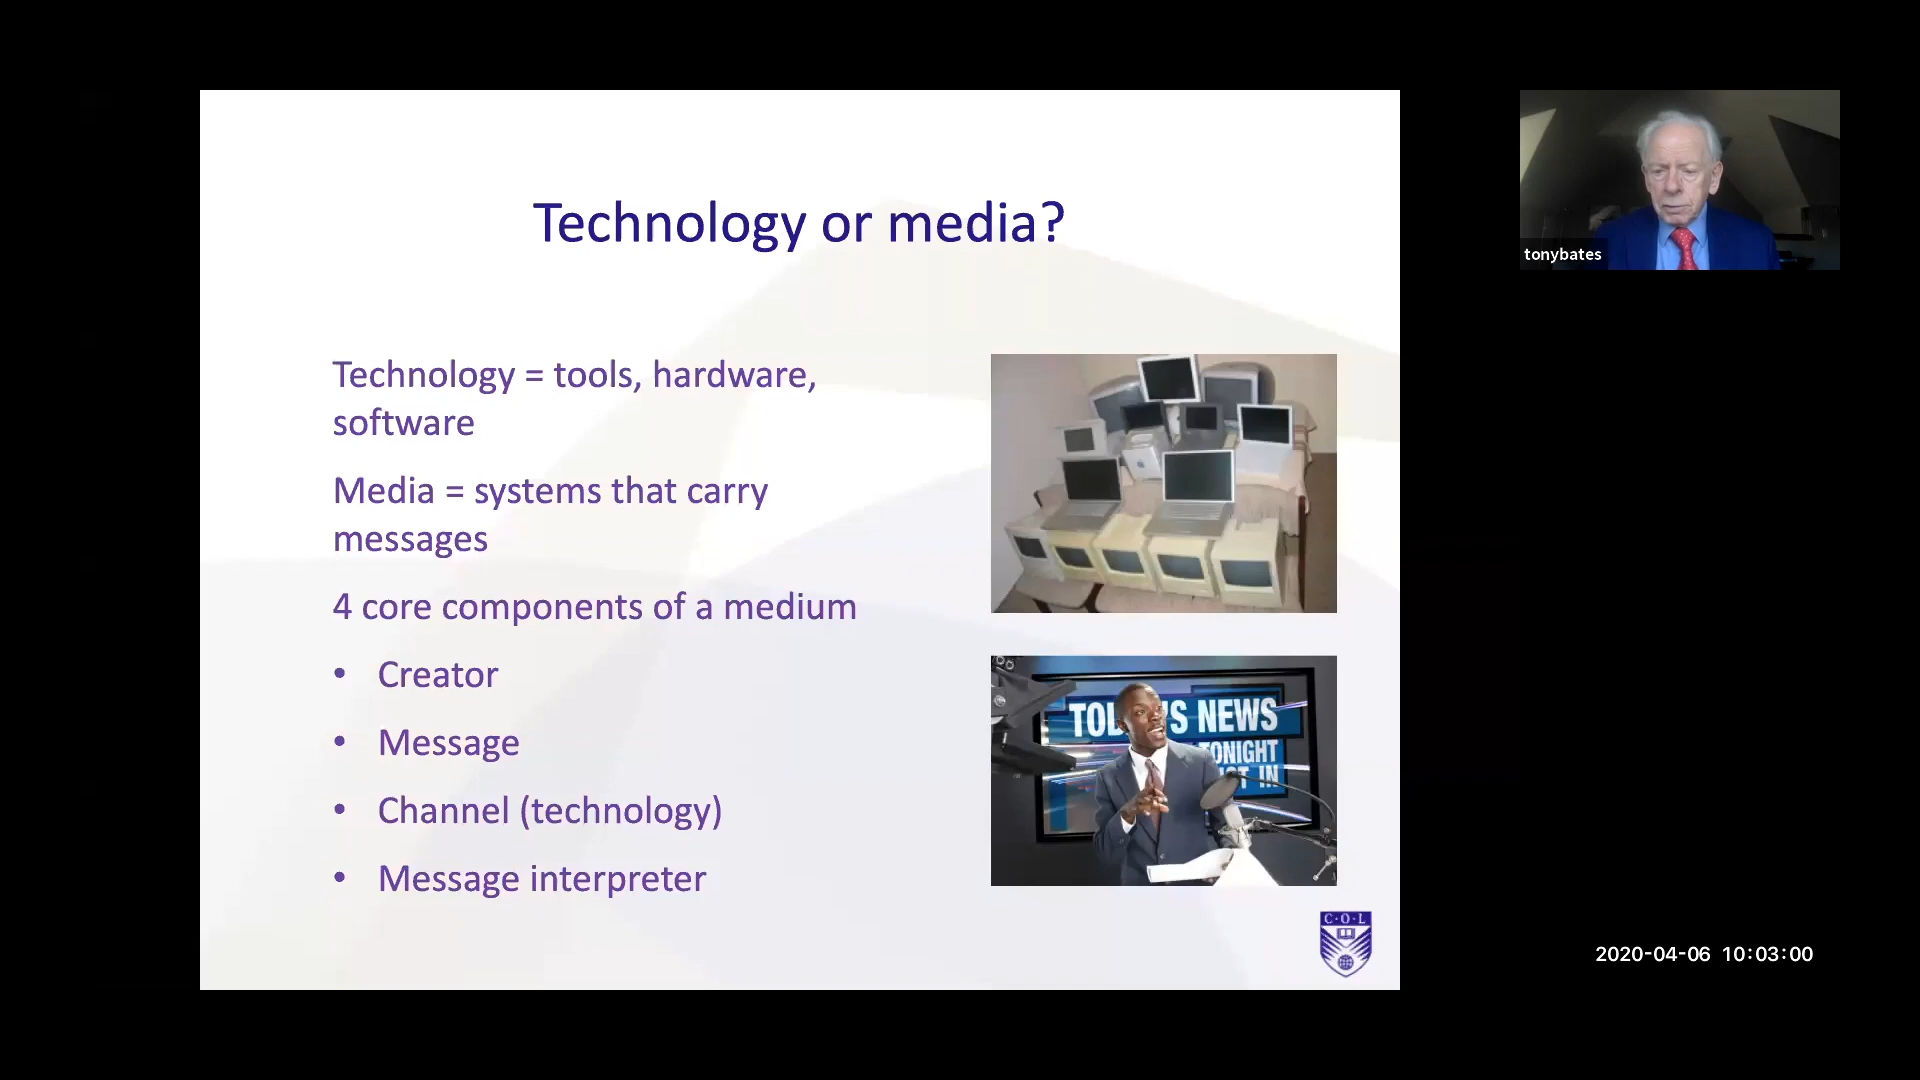 Technology or media?
Technology = tools, hardware,
software
Media = systems that carry
messages
4 core components of a medium
• Creator
• Message
• Channel (technology)
• Message interpreter
NEWS
TONIGHT
IN
C·O·L
tonybates
2020-04-06 10:03:00